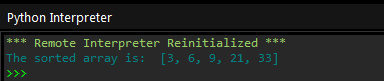 Python Interpreter
*** Remote Interpreter Reinitialized ***
The sorted array is:  [3, 6, 9, 21, 33]
>>>